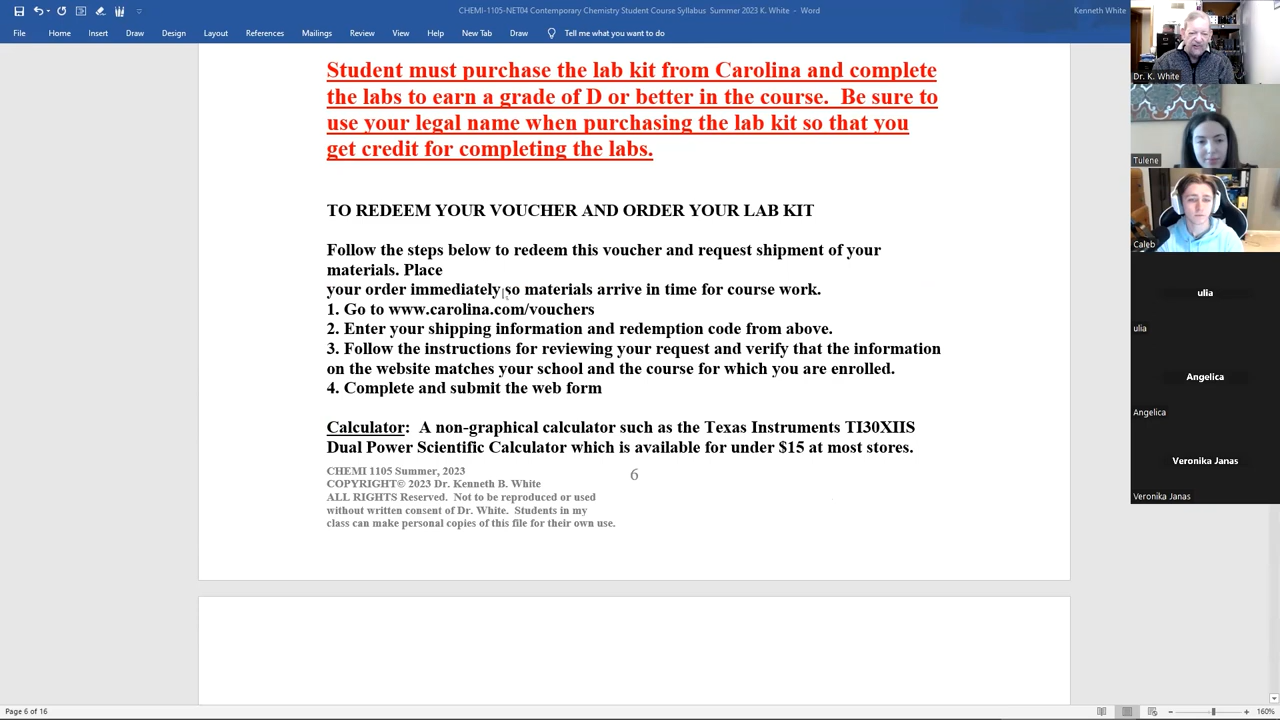 CHEMI-1105-NET04 Contemporary Chemistry Student Course Syllabus Summer 2023 K. White - Word
Kenneth White
File Home Insert Draw Design Layout References Mailings Review View Help New Tab Draw Tell me what you want to do
Student must purchase the lab kit from Carolina and complete
the labs to earn a grade of D or better in the course. Be sure to
use your legal name when purchasing the lab kit so that you
get credit for completing the labs.
TO REDEEM YOUR VOUCHER AND ORDER YOUR LAB KIT
Follow the steps below to redeem this voucher and request shipment of your
materials. Place
your order immediately so materials arrive in time for course work.
1. Go to www.carolina.com/vouchers
2. Enter your shipping information and redemption code from above.
3. Follow the instructions for reviewing your request and verify that the information
on the website matches your school and the course for which you are enrolled.
4. Complete and submit the web form
Calculator: A non-graphical calculator such as the Texas Instruments TI30XIIS
Dual Power Scientific Calculator which is available for under $15 at most stores.
CHEMI 1105 Summer, 2023
6
COPYRIGHT© 2023 Dr. Kenneth B. White
ALL RIGHTS Reserved. Not to be reproduced or used
without written consent of Dr. White. Students in my
class can make personal copies of this file for their own use.
Dr. K. White
Tulene
Caleb
ulia
ulia
Angelica
Angelica
Veronika Janas
Veronika Janas
Page 6 of 16
160%